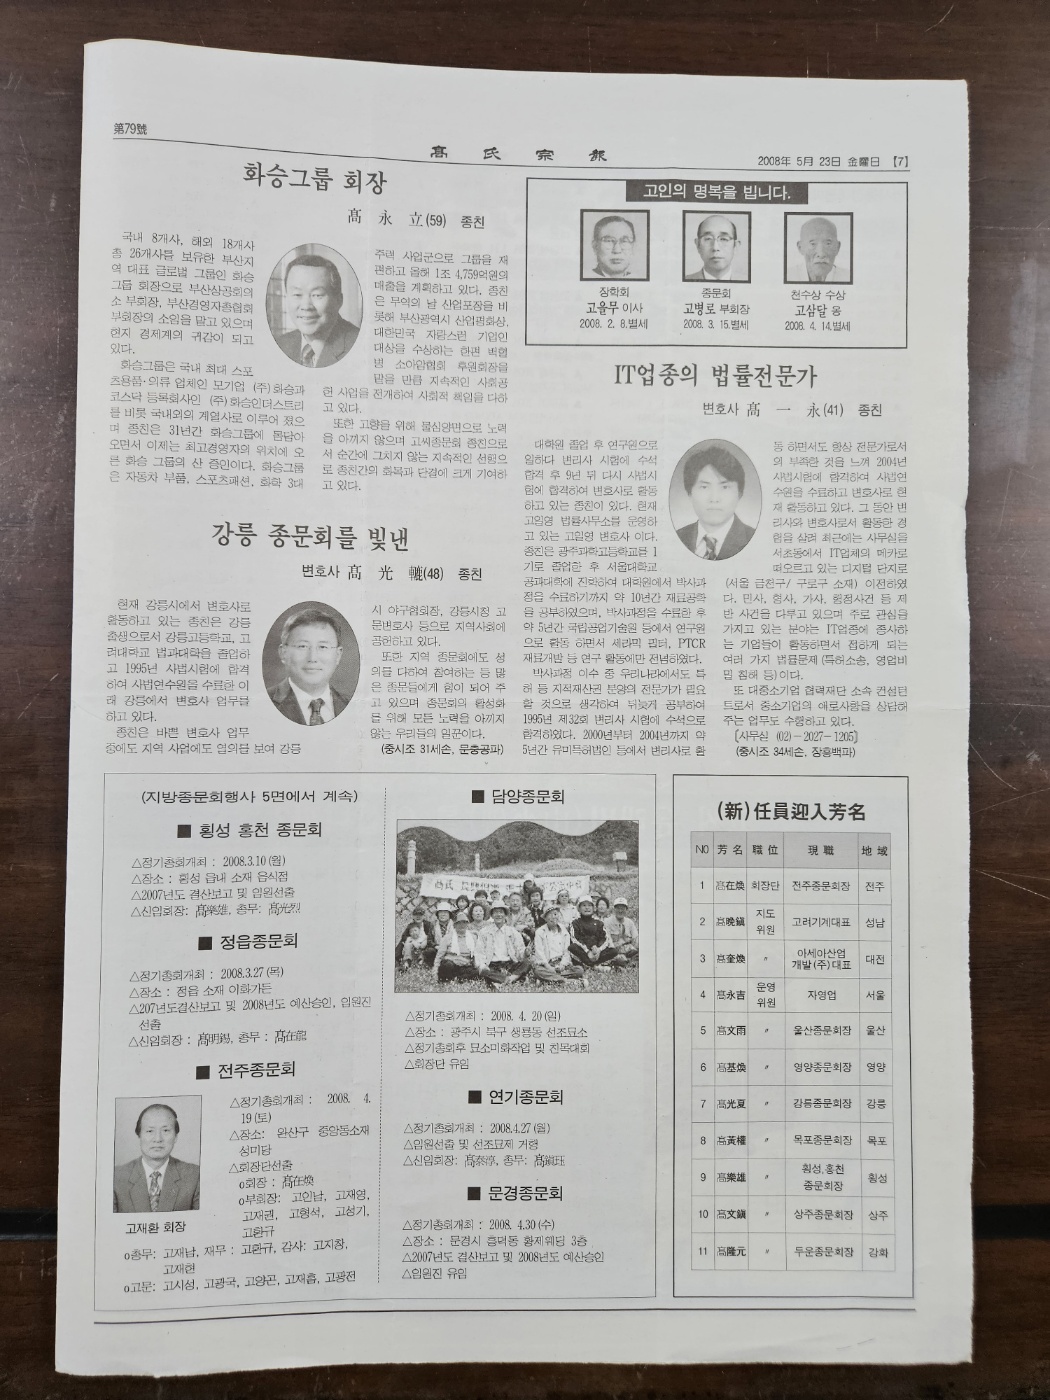 第79號
高氏宗報
2008年 5月 23日 金曜日 【7】
화승그룹 회장
高 永 立(59) 종친
국내 8개사, 해외 18개사
총 26개사를 보유한 부산지
역 대표 글로벌 그룹인 화승
그룹 회장으로 부산상공회의
소 부회장, 부산경영자총협회
부회장의 소임을 맡고 있으며
현지 경제계의 귀감이 되고
있다.
화승그룹은 국내 최대 스포
츠용품·의류 업체인 모기업 (주)화승과
코스닥 등록회사인 (주)화승인더스트리
를 비롯 국내외의 계열사로 이루어 졌으
며 종친은 31년간 화승그룹에 몸담아
오면서 이제는 최고경영자의 위치에 오
른 화승 그룹의 산 증인이다. 화승그룹
은 자동차 부품, 스포츠패션, 화학 3대
주력 사업군으로 그룹을 재
편하고 올해 1조 4,759억원의
매출을 계획하고 있다. 종친
은 무역의 날 산업포장을 비
롯해 부산광역시 산업평화상,
대한민국 자랑스런 기업인
대상을 수상하는 한편 백혈
병 소아암협회 후원회장을
맡을 만큼 지속적인 사회공
헌 사업을 전개하여 사회적 책임을 다하
고 있다.
또한 고향을 위해 물심양면으로 노력
을 아끼지 않으며 고씨종문회 종친으로
서 순간에 그치지 않는 지속적인 선행으
로 종친간의 화목과 단결에 크게 기여하
고 있다.
고인의 명복을 빕니다.
장학회
고율무 이사
2008. 2. 8.별세
종문회
고병로 부회장
2008. 3. 15.별세
천수상 수상
고삼달 옹
2008. 4. 14.별세
IT업종의 법률전문가
변호사 高 一 永(41) 종친
대학원 졸업 후 연구원으로
일하다 변리사 시험에 수석
합격 후 9년 뒤 다시 사법시
험에 합격하여 변호사로 활동
하고 있는 종친이 있다. 현재
고일영 법률사무소를 운영하
고 있는 고일영 변호사 이다.
종친은 광주과학고등학교를 1
기로 졸업한 후 서울대학교
공과대학에 진학하여 대학원에서 박사과
정을 수료하기까지 약 10년간 재료공학
을 공부하였으며, 박사과정을 수료한 후
약 5년간 국립공업기술원 등에서 연구원
으로 활동 하면서 세라믹 필터, PTCR
재료개발 등 연구 활동에만 전념하였다.
박사과정 이수 중 우리나라에서도 특
허 등 지적재산권 분양의 전문가가 필요
할 것으로 생각하여 뒤늦게 공부하여
1995년 제32회 변리사 시험에 수석으로
합격하였다. 2000년부터 2004년까지 약
5년간 유미특허법인 등에서 변리사로 활
동 하면서도 항상 전문가로서
의 부족한 것을 느껴 2004년
사법시험에 합격하여 사법연
수원을 수료하고 변호사로 현
재 활동하고 있다. 그 동안 변
리사와 변호사로서 활동한 경
험을 살려 최근에는 사무실을
서초동에서 IT업체의 메카로
떠오르고 있는 디지탈 단지로
(서울 금천구/ 구로구 소재) 이전하였
다. 민사, 형사, 가사, 행정사건 등 제
반 사건을 다루고 있으며 주로 관심을
가지고 있는 분야는 IT업종에 종사하
는 기업들이 활동하면서 접하게 되는
여러 가지 법률문제 (특허소송, 영업비
밀 침해 등)이다.
또 대중소기업 협력재단 소속 컨설턴
트로서 중소기업의 애로사항을 상담해
주는 업무도 수행하고 있다.
[사무실 (02)-2027-1205]
(중시조 34세손, 장흥백파)
강릉 종문회를 빛낸
변호사 高 光 轆(48) 종친
현재 강릉시에서 변호사로
활동하고 있는 종친은 강릉
출생으로서 강릉고등학교, 고
려대학교 법과대학을 졸업하
고 1995년 사법시험에 합격
하여 사법연수원을 수료한 이
래 강릉에서 변호사 업무를
하고 있다.
종친은 바쁜 변호사 업무
중에도 지역 사업에도 열의를 보여 강릉
시 야구협회장, 강릉시청 고
문변호사 등으로 지역사회에
공헌하고 있다.
또한 지역 종문회에도 성
의를 다하여 참여하는 등 많
은 종문들에게 힘이 되어 주
고 있으며 종문회의 활성화
를 위해 모든 노력을 아끼지
않는 우리들의 일꾼이다.
(중시조 31세손, 문충공파)
(지방종문회행사 5면에서 계속)
■ 횡성 홍천 종문회
△정기총회개최 : 2008.3.10(월)
△장소 : 횡성 읍내 소재 음식점
△2007년도 결산보고 및 임원선출
△신임회장: 高樂雄, 총무: 高光烈
■ 정읍종문회
△정기총회개최 : 2008.3.27(목)
△장소 : 정읍 소재 이화가든
△207년도결산보고 및 2008년도 예산승인, 임원진
선출
△신임회장 : 高明錫, 총무 : 高在龍
■ 전주종문회
△정기총회개최 : 2008. 4.
19(토)
△장소: 완산구 중앙동소재
성미당
△회장단선출
o회장 : 高在煥
o부회장: 고인남, 고재영,
고재권, 고형석, 고성기,
고환규
고재환 회장
o총무: 고재남, 재무 : 고환규, 감사: 고지창,
고재현
o고문: 고시성, 고광국, 고양곤, 고재흡, 고광전
■ 담양종문회
△정기총회개최 : 2008. 4. 20(일)
△장소 : 광주시 북구 생룡동 선조묘소
△정기총회후 묘소미화작업 및 친목대회
△회장단 유임
■ 연기종문회
△정기총회개최 : 2008.4.27(월)
△임원선출 및 선조묘제 거행
△신임회장: 高泰淳, 총무: 高鎭珏
■ 문경종문회
△정기총회개최 : 2008. 4.30(수)
△장소 : 문경시 흥덕동 황제웨딩 3층
△2007년도 결산보고 및 2008년도 예산승인
△임원진 유임
(新)任員迎入芳名
NO 芳名 職位 現職 地域
1 高在煥 회장단 전주종문회장 전주
2 高晩鎭 지도위원 고려기계대표 성남
3 高奎煥 〃 아세아산업개발(주)대표 대전
4 高永吉 운영위원 자영업 서울
5 高文雨 〃 울산종문회장 울산
6 高基煥 〃 영양종문회장 영양
7 高光夏 〃 강릉종문회장 강릉
8 高黃權 〃 목포종문회장 목포
9 高樂雄 〃 횡성,홍천종문회장 횡성
10 高文鎭 〃 상주종문회장 상주
11 高隆元 〃 두운종문회장 강화